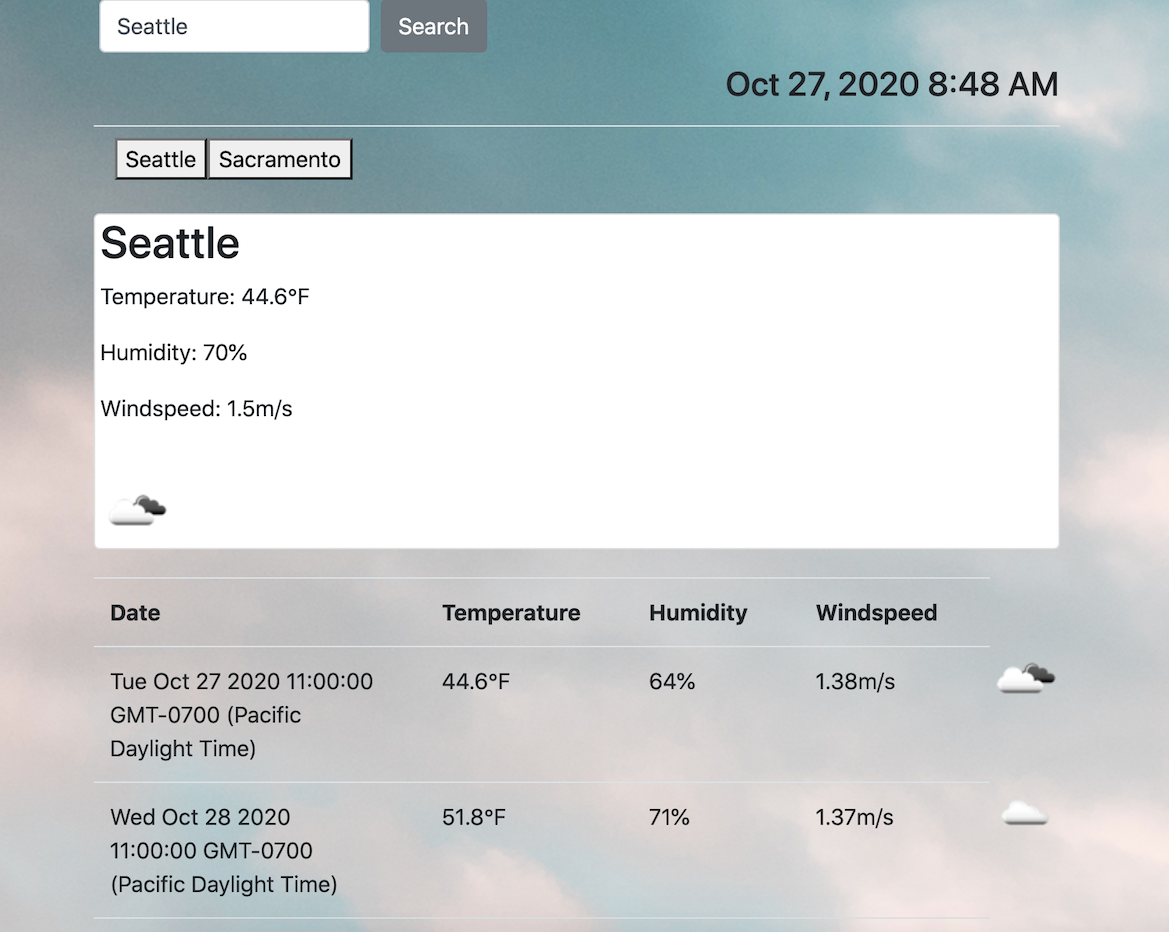 Seattle Search
Oct 27, 2020 8:48 AM
Seattle Sacramento
Seattle
Temperature: 44.6°F
Humidity: 70%
Windspeed: 1.5m/s
Date Temperature Humidity Windspeed
Tue Oct 27 2020 11:00:00 44.6°F 64% 1.38m/s
GMT-0700 (Pacific
Daylight Time)
Wed Oct 28 2020 51.8°F 71% 1.37m/s
11:00:00 GMT-0700
(Pacific Daylight Time)